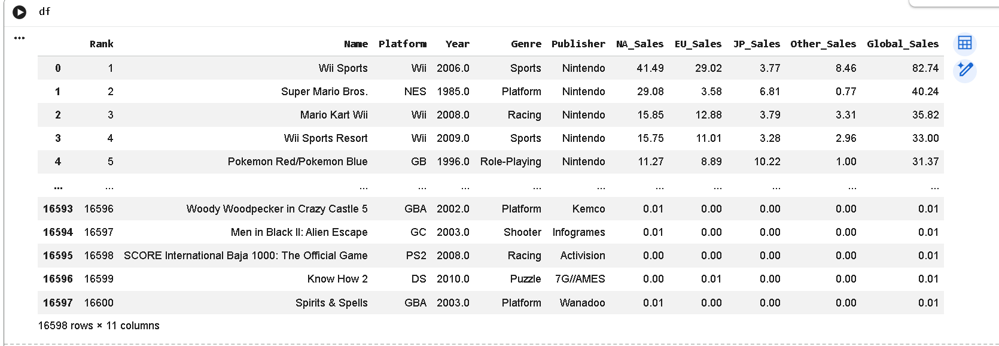 df
...
Rank Name Platform Year Genre Publisher NA_Sales EU_Sales JP_Sales Other_Sales Global_Sales
0 1 Wii Sports Wii 2006.0 Sports Nintendo 41.49 29.02 3.77 8.46 82.74
1 2 Super Mario Bros. NES 1985.0 Platform Nintendo 29.08 3.58 6.81 0.77 40.24
2 3 Mario Kart Wii Wii 2008.0 Racing Nintendo 15.85 12.88 3.79 3.31 35.82
3 4 Wii Sports Resort Wii 2009.0 Sports Nintendo 15.75 11.01 3.28 2.96 33.00
4 5 Pokemon Red/Pokemon Blue GB 1996.0 Role-Playing Nintendo 11.27 8.89 10.22 1.00 31.37
... ... ... ... ... ... ... ... ... ... ... ...
16593 16596 Woody Woodpecker in Crazy Castle 5 GBA 2002.0 Platform Kemco 0.01 0.00 0.00 0.00 0.01
16594 16597 Men in Black II: Alien Escape GC 2003.0 Shooter Infogrames 0.01 0.00 0.00 0.00 0.01
16595 16598 SCORE International Baja 1000: The Official Game PS2 2008.0 Racing Activision 0.00 0.00 0.00 0.00 0.01
16596 16599 Know How 2 DS 2010.0 Puzzle 7G//AMES 0.00 0.01 0.00 0.00 0.01
16597 16600 Spirits & Spells GBA 2003.0 Platform Wanadoo 0.01 0.00 0.00 0.00 0.01
16598 rows × 11 columns